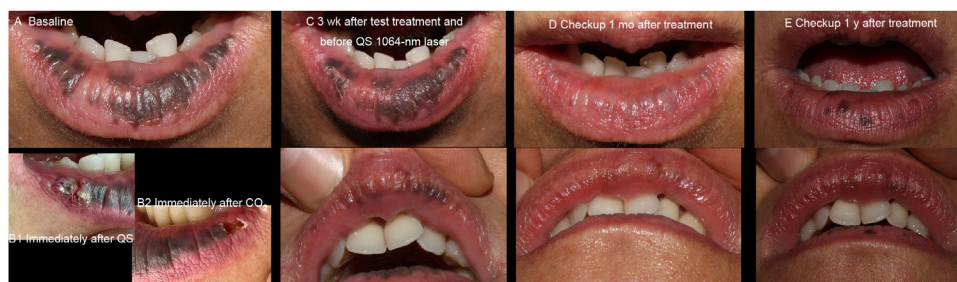 A Basaline
C 3 wk after test treatment and
before QS 1064-nm laser
D Checkup 1 mo after treatment
E Checkup 1 y after treatment
B1 Immediately after QS
B2 Immediately after CO₂